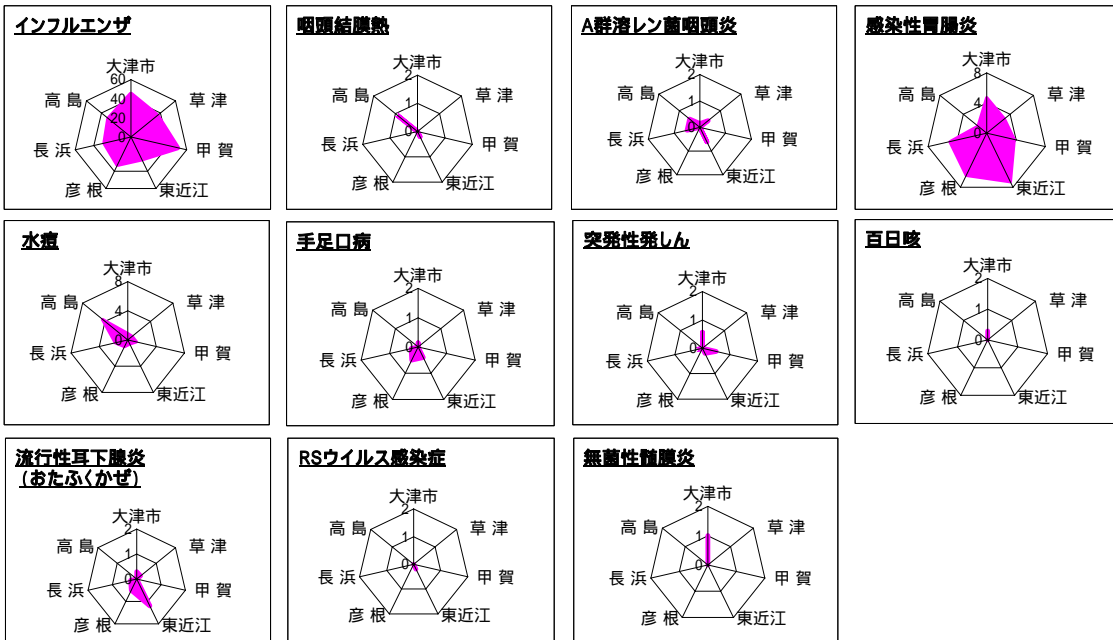 インフルエンザ
大津市
60
40
20
0
草 津
甲 賀
東近江
彦 根
長 浜
高 島
咽頭結膜熱
大津市
2
1
0
草 津
甲 賀
東近江
彦 根
長 浜
高 島
A群溶レン菌咽頭炎
大津市
2
1
0
草 津
甲 賀
東近江
彦 根
長 浜
高 島
感染性胃腸炎
大津市
8
4
0
草 津
甲 賀
東近江
彦 根
長 浜
高 島
水痘
大津市
8
4
0
草 津
甲 賀
東近江
彦 根
長 浜
高 島
手足口病
大津市
2
1
0
草 津
甲 賀
東近江
彦 根
長 浜
高 島
突発性発しん
大津市
2
1
0
草 津
甲 賀
東近江
彦 根
長 浜
高 島
百日咳
大津市
2
1
0
草 津
甲 賀
東近江
彦 根
長 浜
高 島
流行性耳下腺炎
(おたふくかぜ)
大津市
2
1
0
草 津
甲 賀
東近江
彦 根
長 浜
高 島
RSウイルス感染症
大津市
2
1
0
草 津
甲 賀
東近江
彦 根
長 浜
高 島
無菌性髄膜炎
大津市
2
1
0
草 津
甲 賀
東近江
彦 根
長 浜
高 島